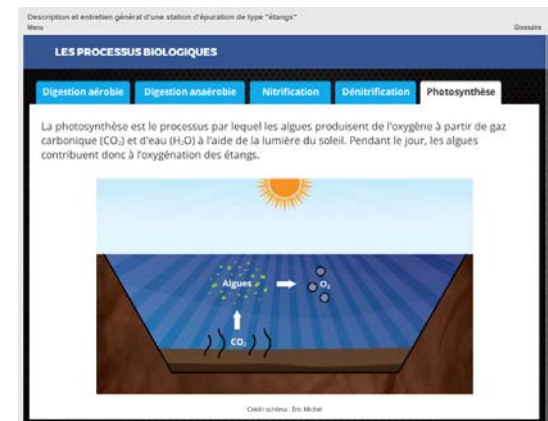 Description et entretien général d'une station d'épuration de type "étangs"
Menu
Glossaire
LES PROCESSUS BIOLOGIQUES
Digestion aérobie
Digestion anaérobie
Nitrification
Dénitrification
Photosynthèse
La photosynthèse est le processus par lequel les algues produisent de l'oxygène à partir de gaz
carbonique (CO₂) et d'eau (H₂O) à l'aide de la lumière du soleil. Pendant le jour, les algues
contribuent donc à l'oxygénation des étangs.
Algues
O₂
CO₂
Crédit schéma : Éric Michel